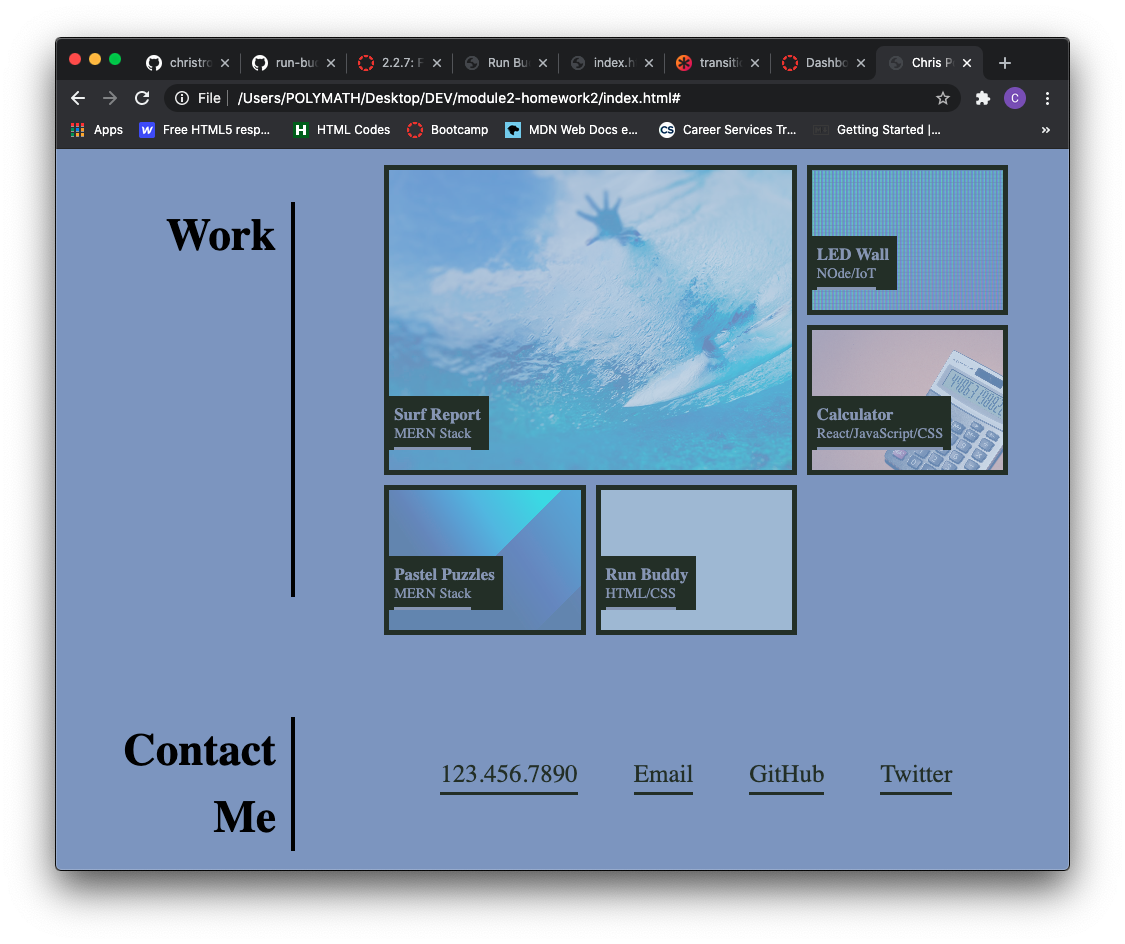 christro
run-bud
2.2.7: F
Run Bu
index.h
transiti
Dashbo
Chris P
File
/Users/POLYMATH/Desktop/DEV/module2-homework2/index.html#
C
Apps
Free HTML5 resp...
H
HTML Codes
Bootcamp
MDN Web Docs e...
CS
Career Services Tr...
Getting Started |...
»
Work
Surf Report
MERN Stack
LED Wall
NOde/IoT
Calculator
React/JavaScript/CSS
Pastel Puzzles
MERN Stack
Run Buddy
HTML/CSS
Contact
Me
123.456.7890
Email
GitHub
Twitter